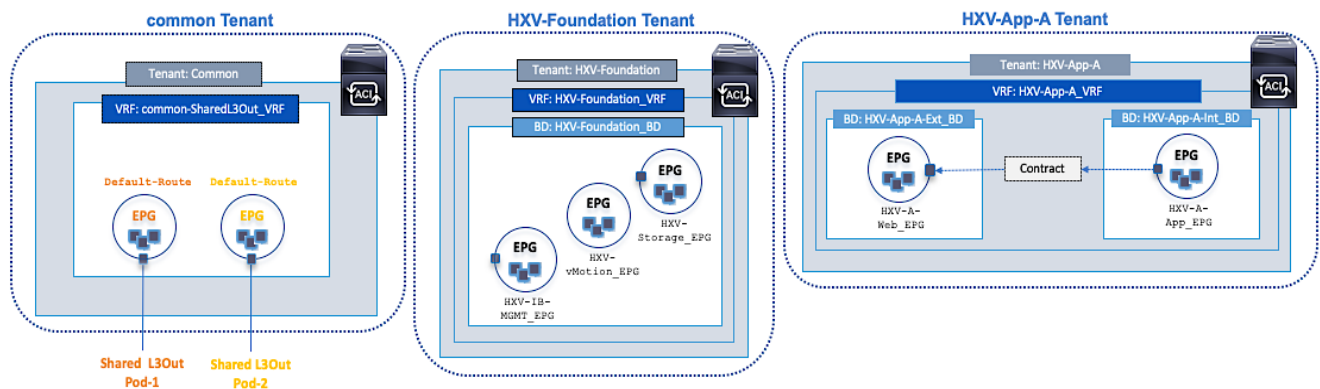 common Tenant
Tenant: Common
VRF: common-SharedL3Out_VRF
ACI
Default-Route
Default-Route
EPG
EPG
Shared L3Out
Pod-1
Shared L3Out
Pod-2
HXV-Foundation Tenant
Tenant: HXV-Foundation
VRF: HXV-Foundation_VRF
ACI
BD: HXV-Foundation_BD
EPG
HXV-
Storage_EPG
EPG
HXV-
vMotion_EPG
EPG
HXV-IB-
MGMT_EPG
HXV-App-A Tenant
Tenant: HXV-App-A
ACI
VRF: HXV-App-A_VRF
BD: HXV-App-A-Ext_BD
BD: HXV-App-A-Int_BD
EPG
HXV-A-
Web_EPG
Contract
EPG
HXV-A-
App_EPG